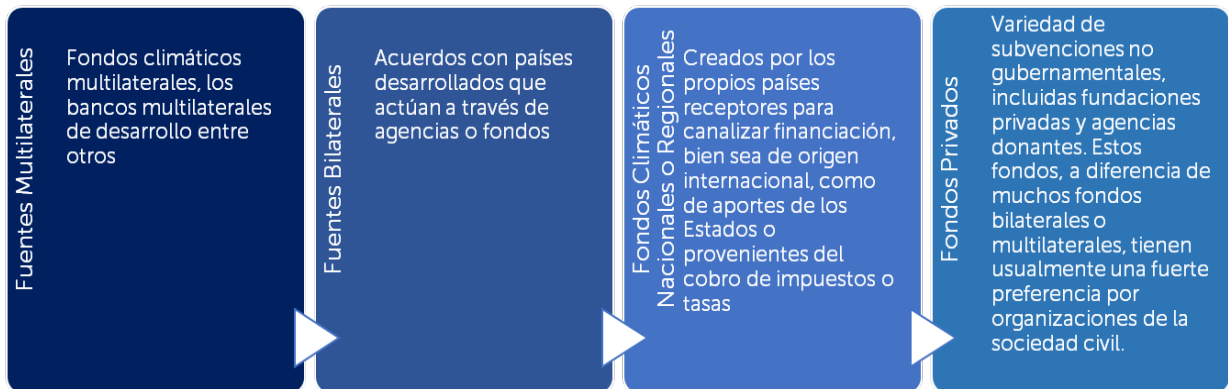 Fuentes Multilaterales
Fondos climáticos
multilaterales, los
bancos multilaterales
de desarrollo entre
otros
Fuentes Bilaterales
Acuerdos con países
desarrollados que
actúan a través de
agencias o fondos
Fondos Climáticos
Nacionales o Regionales
Creados por los
propios países
receptores para
canalizar financiación,
bien sea de origen
internacional, como
de aportes de los
Estados o
provenientes del
cobro de impuestos o
tasas
Fondos Privados
Variedad de
subvenciones no
gubernamentales,
incluidas fundaciones
privadas y agencias
donantes. Estos
fondos, a diferencia de
muchos fondos
bilaterales o
multilaterales, tienen
usualmente una fuerte
preferencia por
organizaciones de la
sociedad civil.